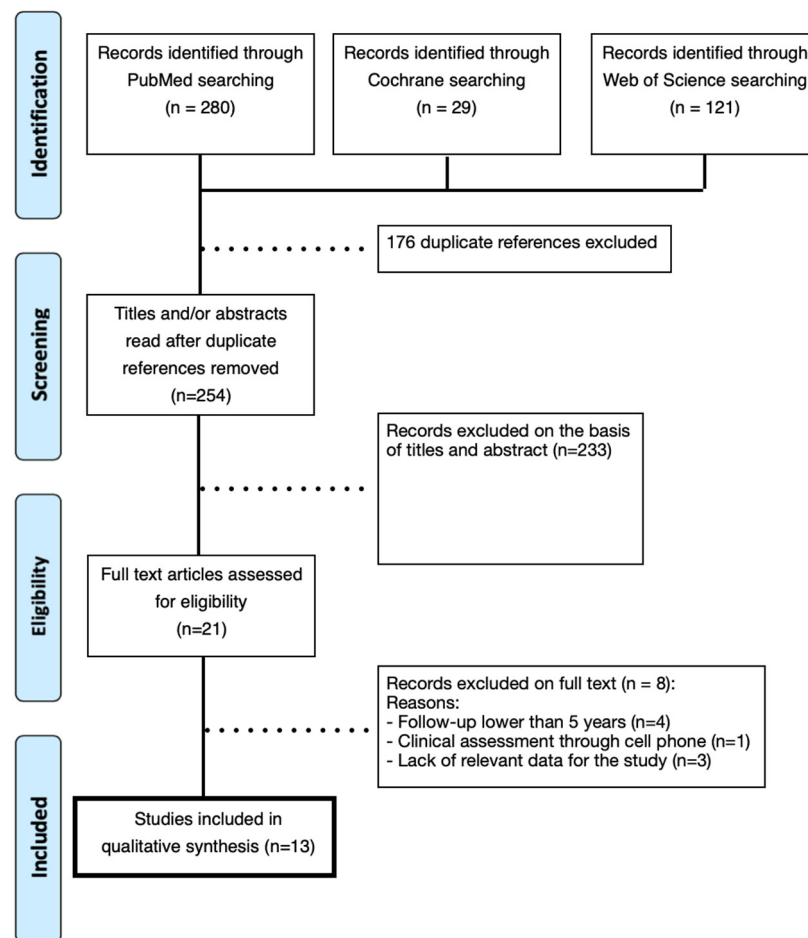 Identification
Records identified through
PubMed searching
(n = 280)
Records identified through
Cochrane searching
(n = 29)
Records identified through
Web of Science searching
(n = 121)
176 duplicate references excluded
Screening
Titles and/or abstracts
read after duplicate
references removed
(n=254)
Records excluded on the basis
of titles and abstract (n=233)
Eligibility
Full text articles assessed
for eligibility
(n=21)
Records excluded on full text (n = 8):
Reasons:
- Follow-up lower than 5 years (n=4)
- Clinical assessment through cell phone (n=1)
- Lack of relevant data for the study (n=3)
Included
Studies included in
qualitative synthesis (n=13)